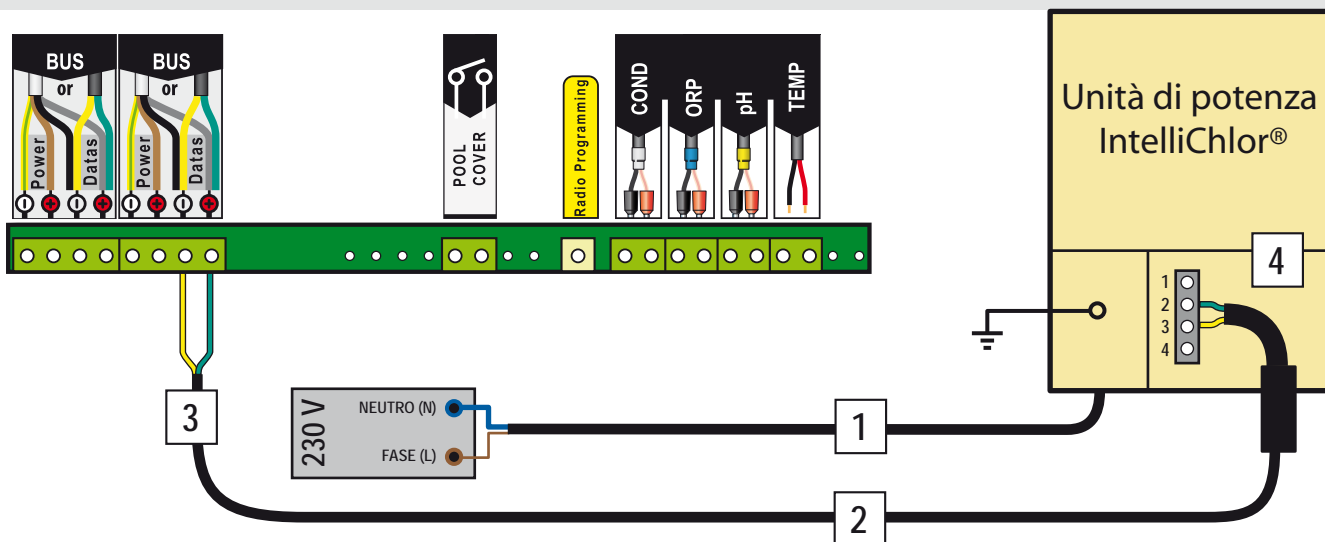 BUS
or
Power
Datas
BUS
or
Power
Datas
POOL
COVER
Radio Programming
COND
ORP
pH
TEMP
Unità di potenza
IntelliChlor®
4
1
2
3
4
3
230 V
NEUTRO (N)
FASE (L)
1
2